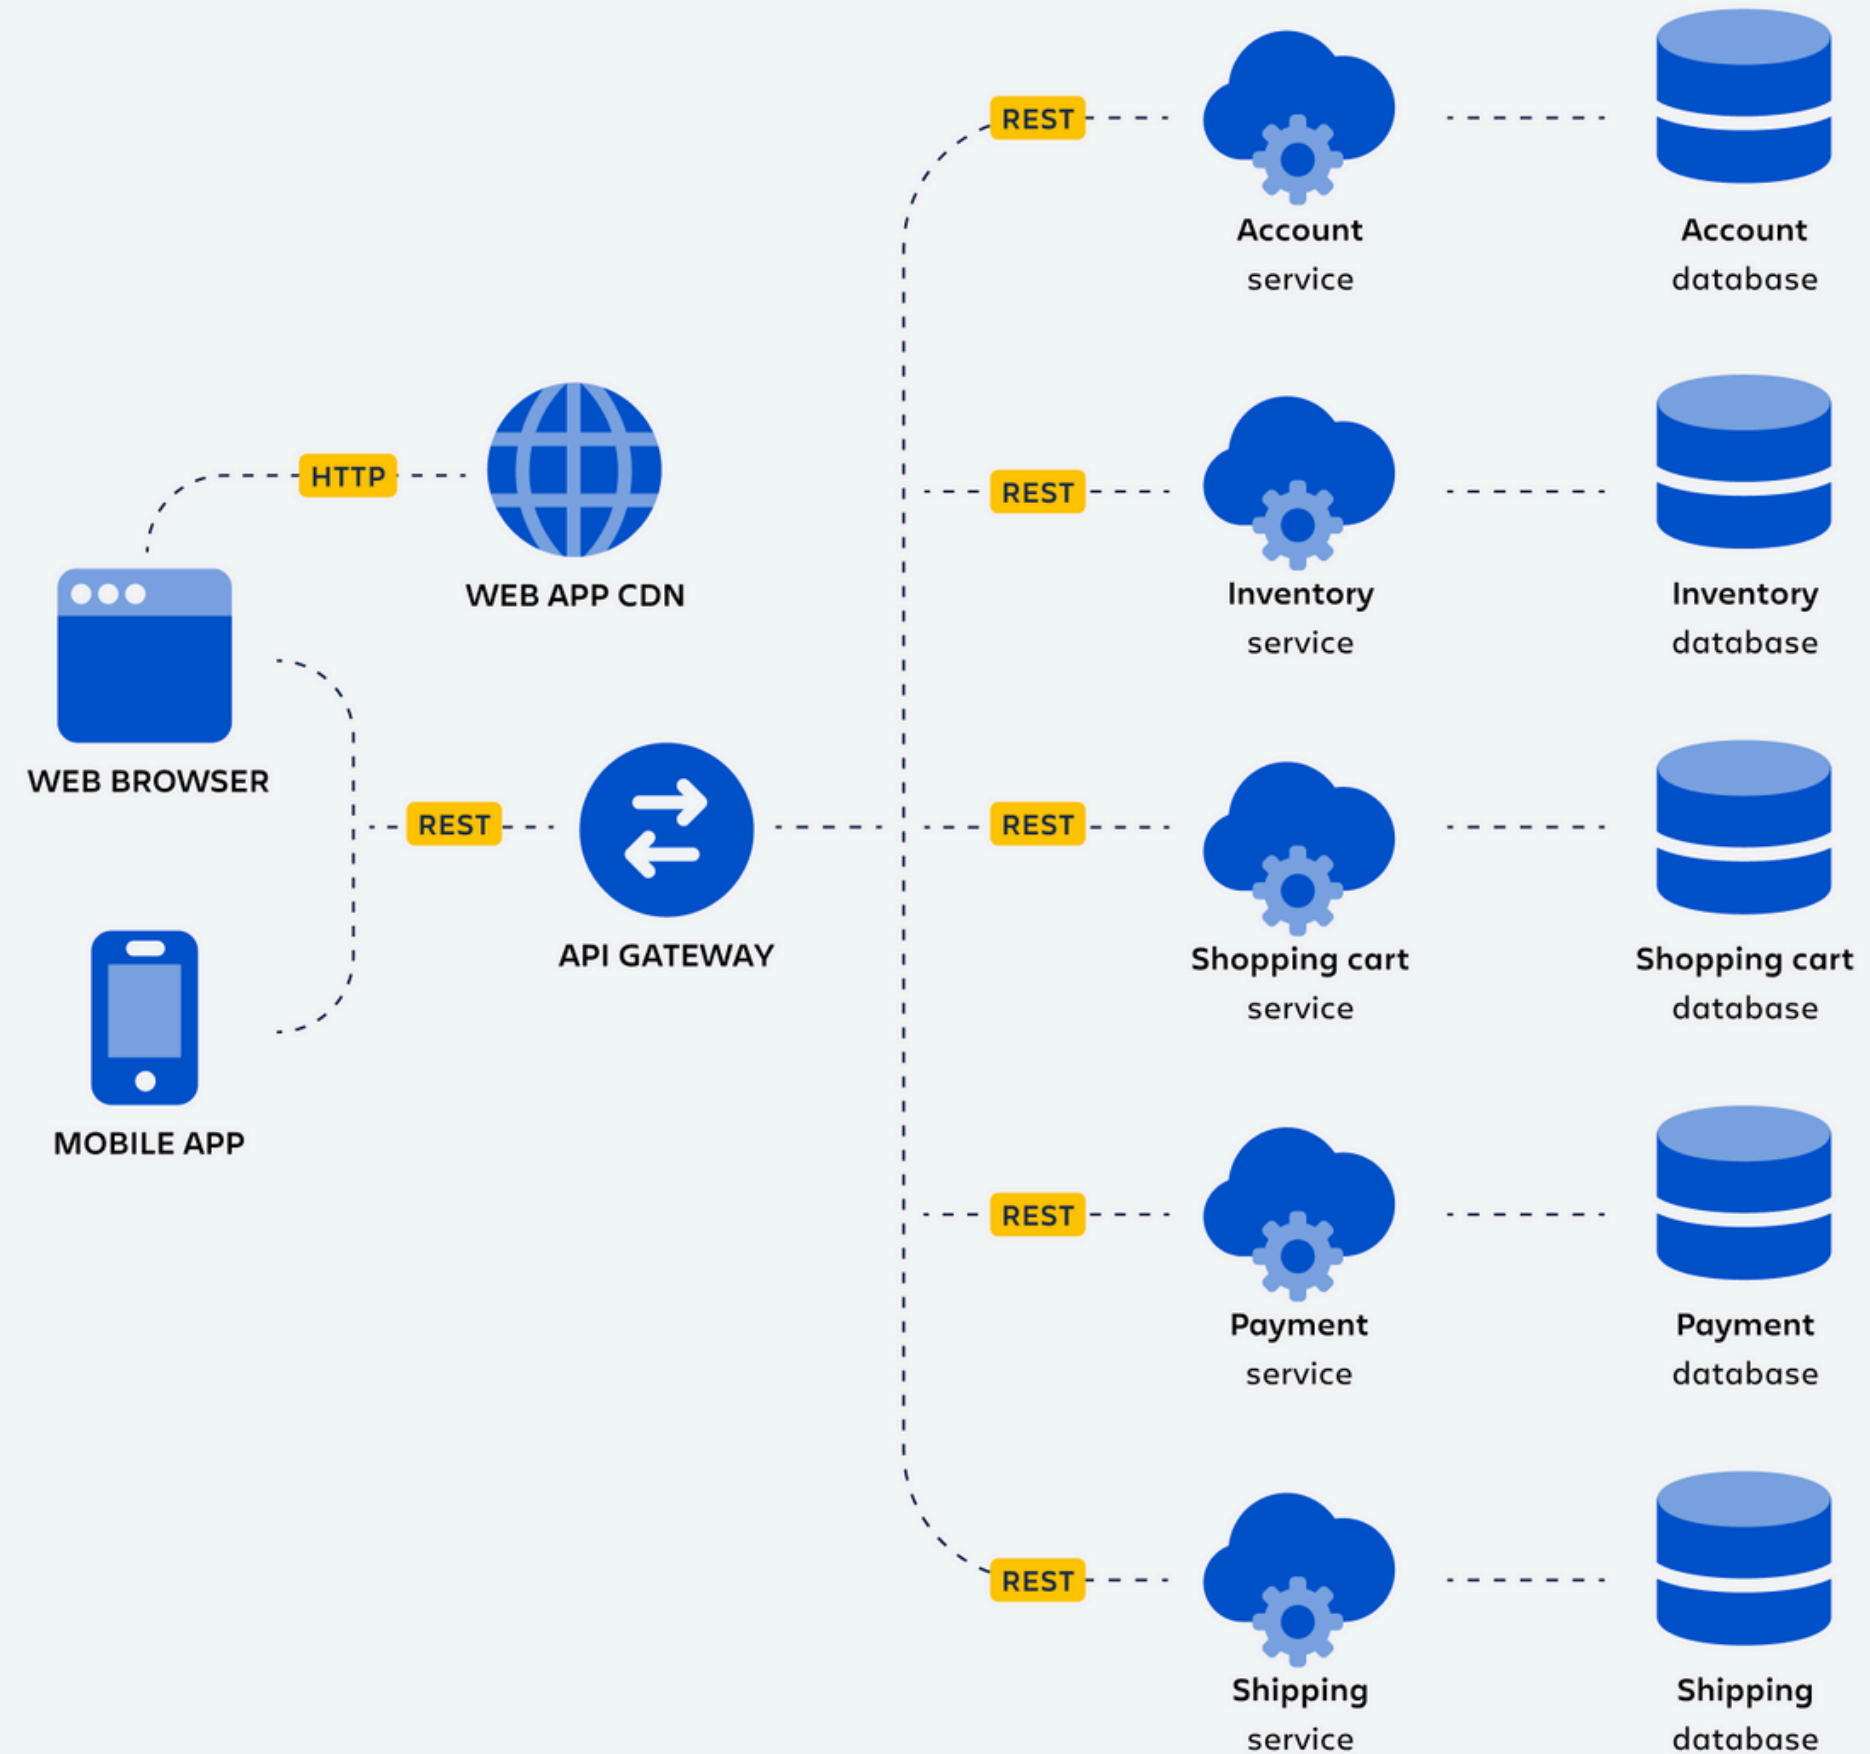 REST
Account
service
Account
database
HTTP
WEB APP CDN
REST
Inventory
service
Inventory
database
WEB BROWSER
REST
API GATEWAY
REST
Shopping cart
service
Shopping cart
database
MOBILE APP
REST
Payment
service
Payment
database
REST
Shipping
service
Shipping
database